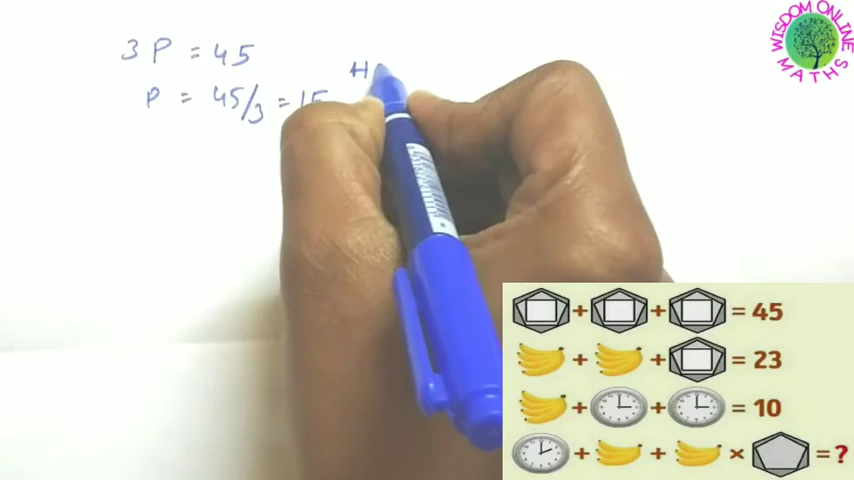 3 P = 45
P = 45/3 = 15
H
WISDOM ONLINE
MATHS
+ + = 45
+ + = 23
+ + = 10
+ + × = ?